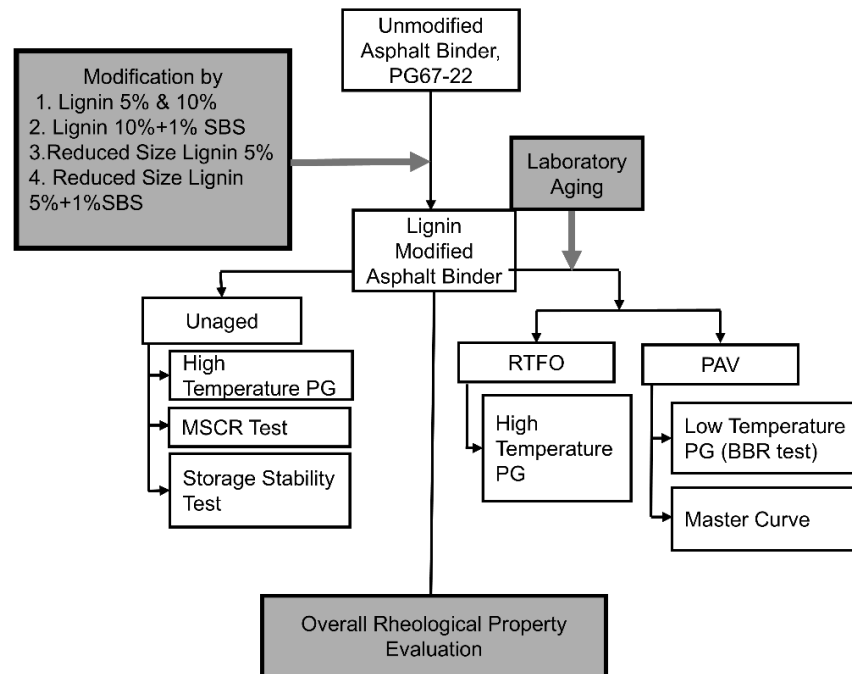 Unmodified
Asphalt Binder,
PG67-22
Modification by
1. Lignin 5% & 10%
2. Lignin 10%+1% SBS
3.Reduced Size Lignin 5%
4. Reduced Size Lignin
5%+1%SBS
Laboratory
Aging
Lignin
Modified
Asphalt Binder
Unaged
High
Temperature PG
MSCR Test
Storage Stability
Test
RTFO
High
Temperature
PG
PAV
Low Temperature
PG (BBR test)
Master Curve
Overall Rheological Property
Evaluation